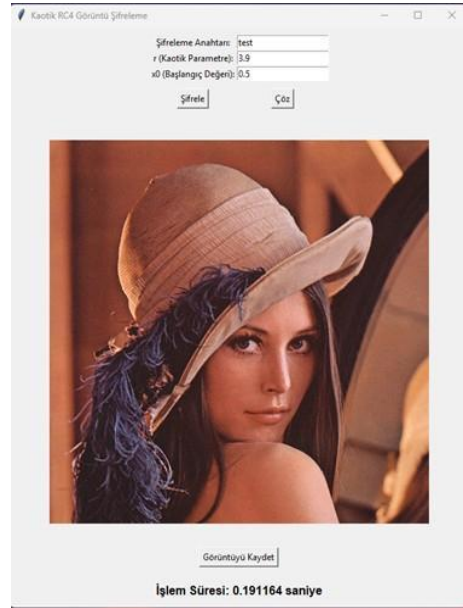 Kaotik RC4 Görüntü Şifreleme
Şifreleme Anahtarı: test
r (Kaotik Parametre): 3.9
x0 (Başlangıç Değeri): 0.5
Şifrele Çöz
Görüntüyü Kaydet
İşlem Süresi: 0.191164 saniye